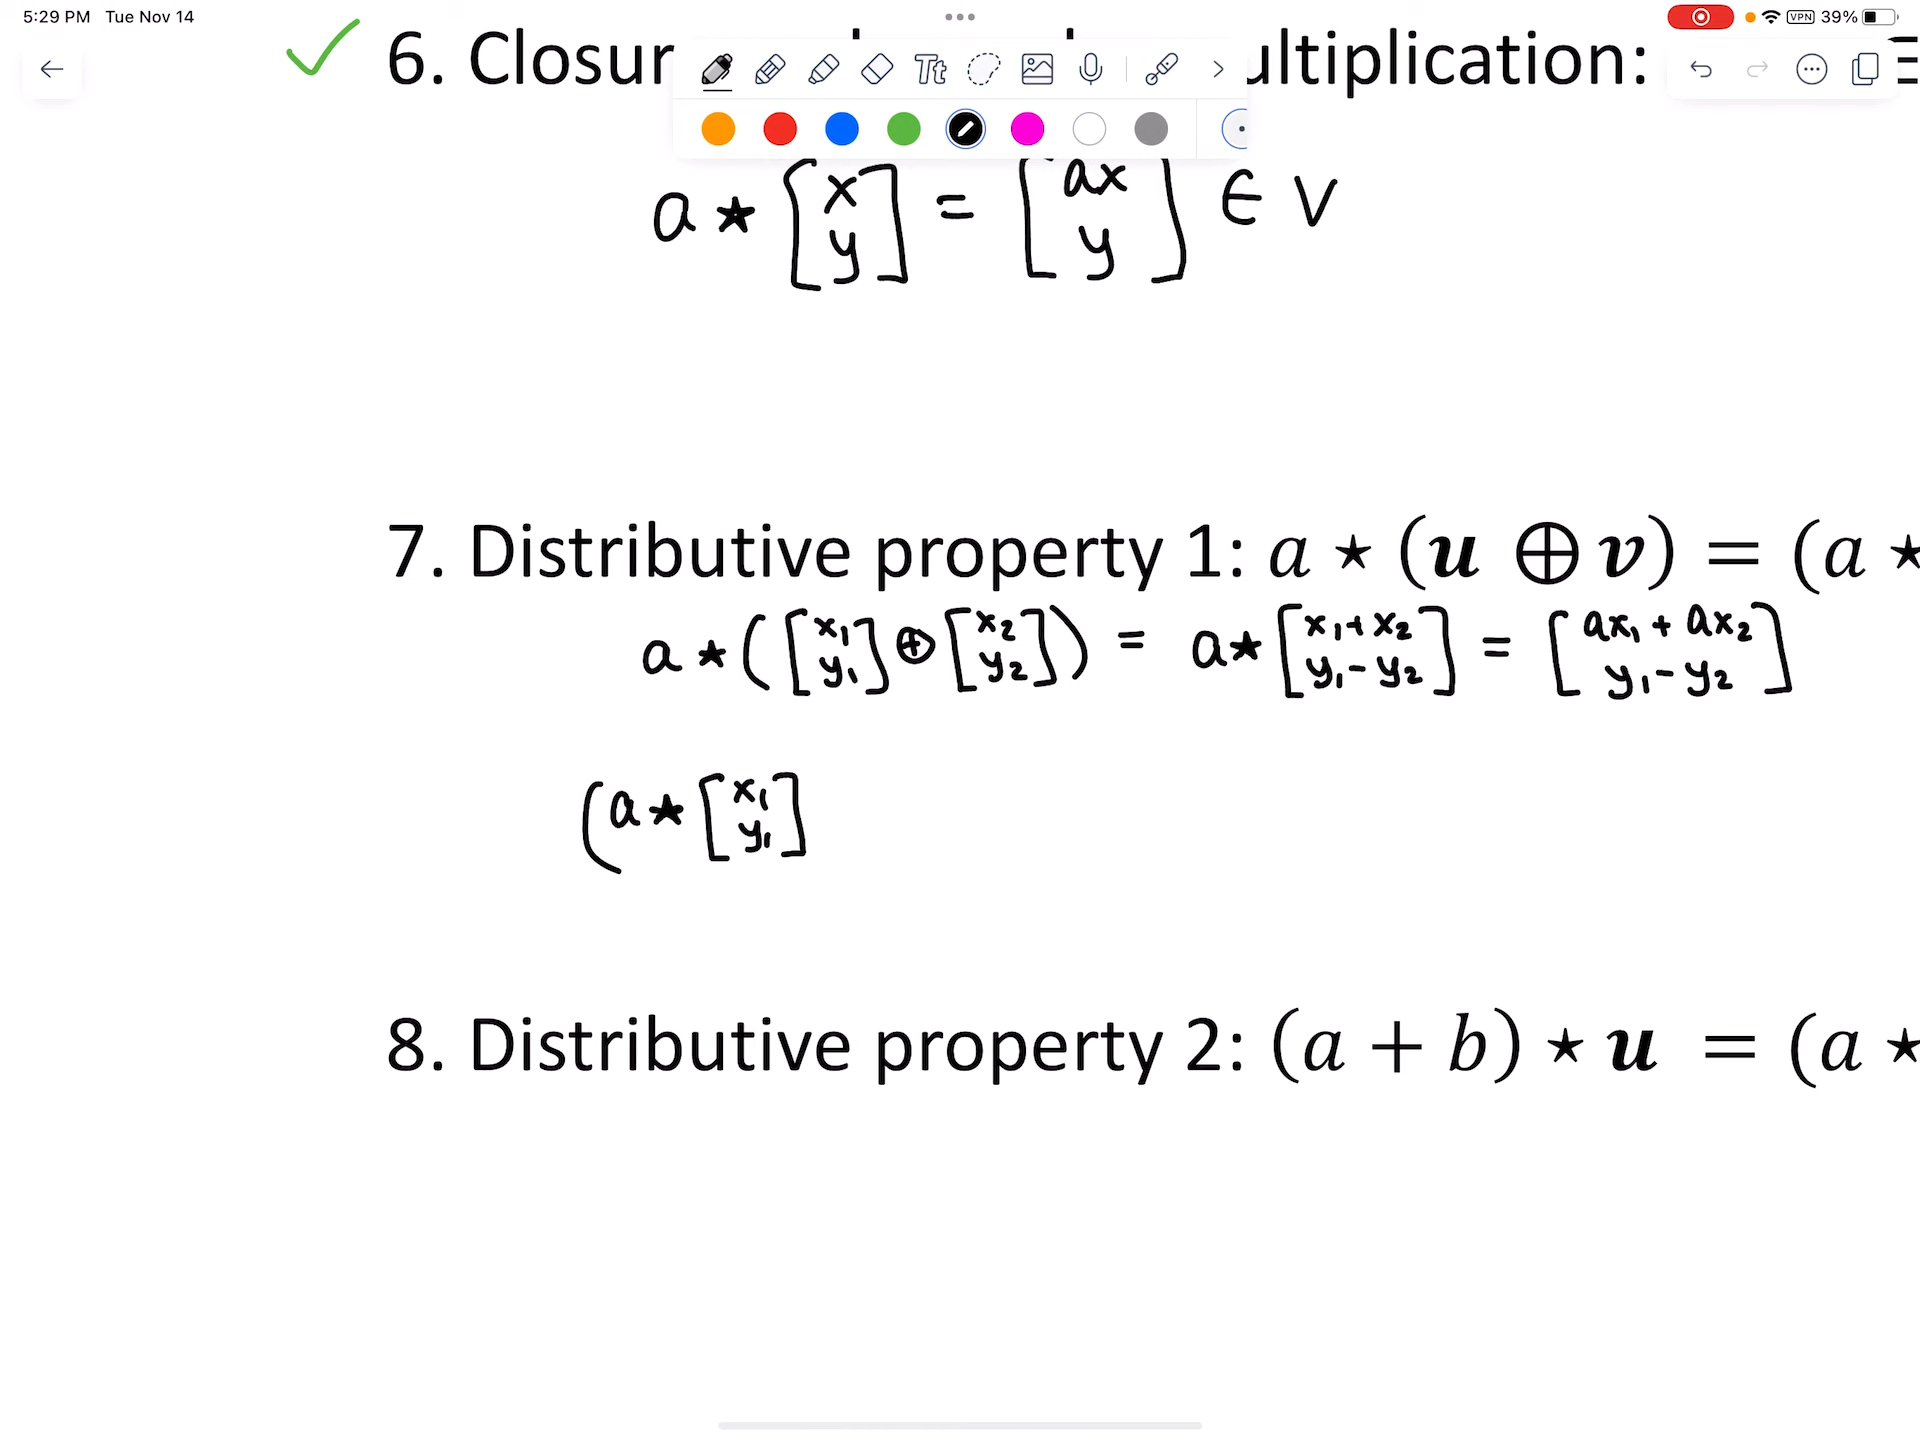 5:29 PM Tue Nov 14
VPN 39%
6. Closur ultiplication:
Tt
a ⋆ [x y] = [ax y] ∈ V
7. Distributive property 1: a ⋆ (u ⊕ v) = (a ⋆
a ⋆ ([x₁ y₁] ⊕ [x₂ y₂]) = a ⋆ [x₁+x₂ y₁-y₂] = [ax₁ + ax₂ y₁-y₂]
(a ⋆ [x₁ y₁]
8. Distributive property 2: (a + b) ⋆ u = (a ⋆